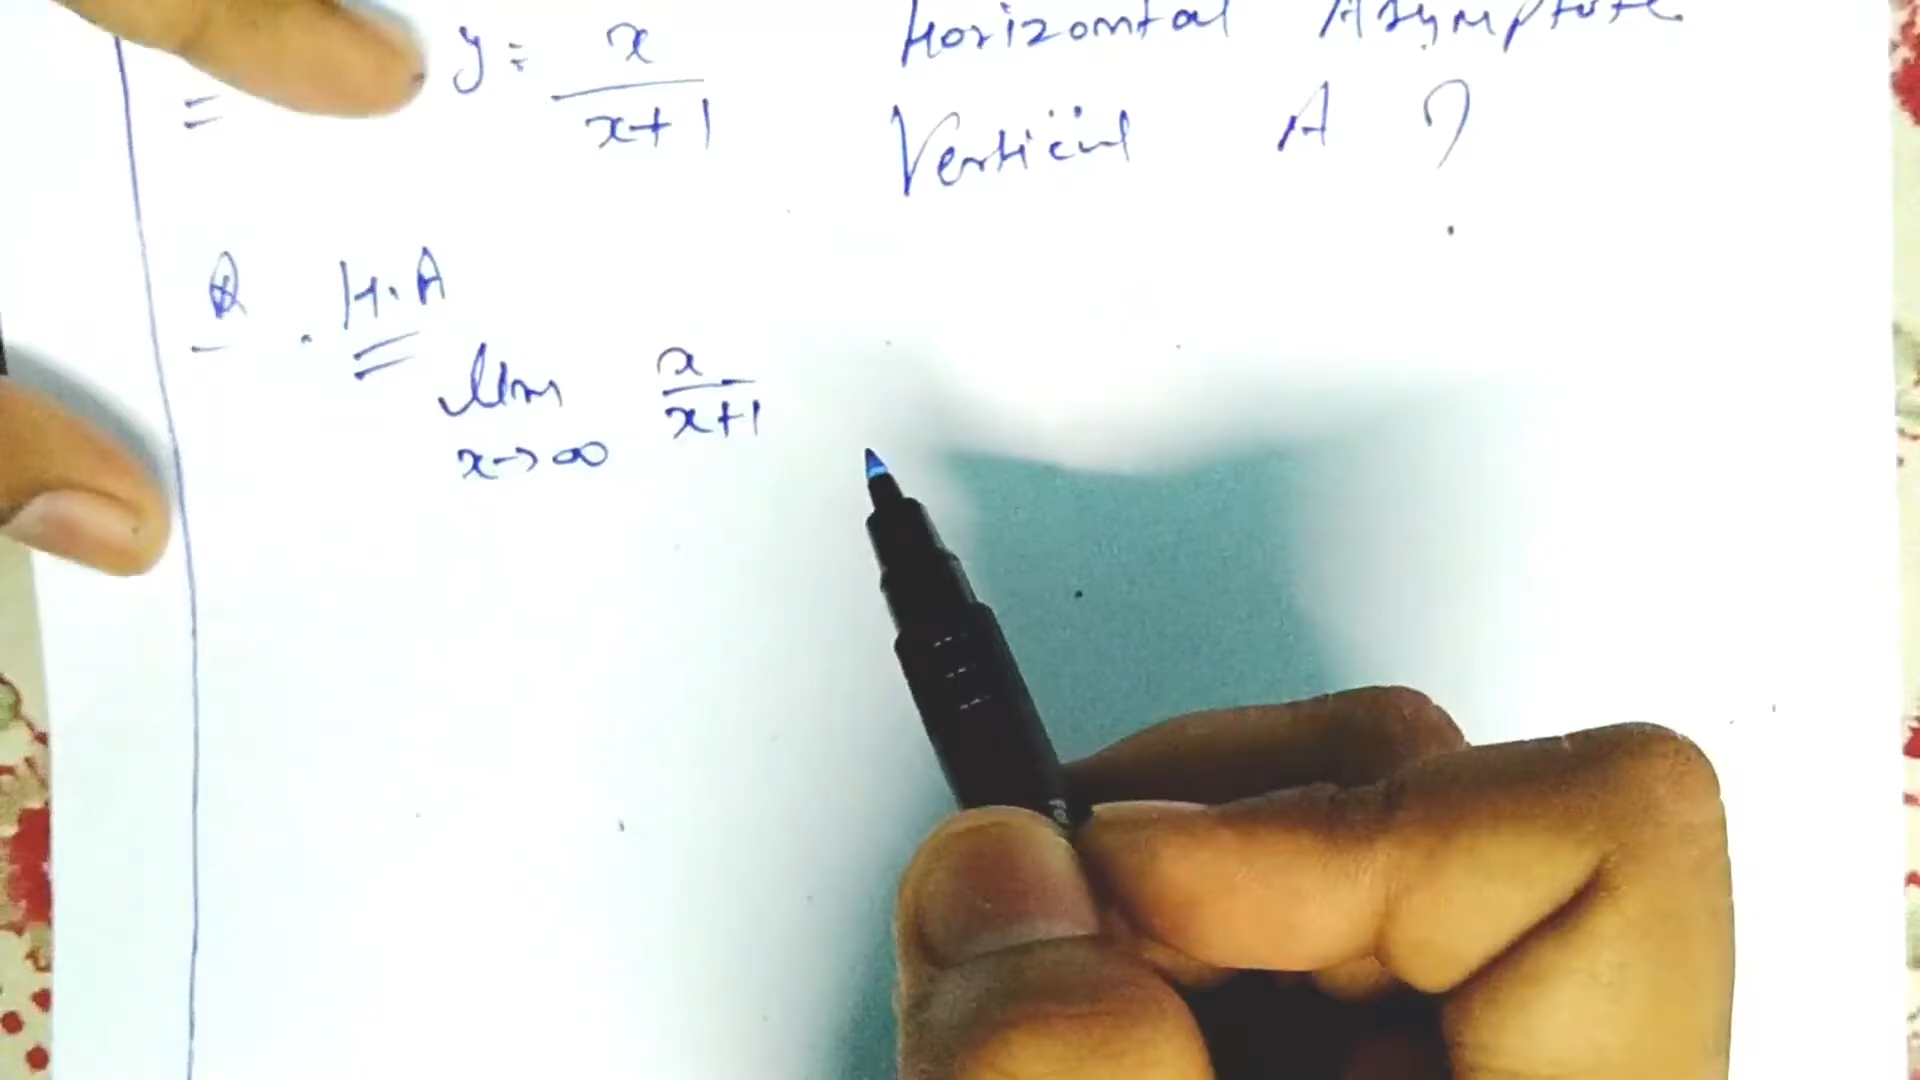 y = x/(x+1) Horizontal Asymptote
= Vertical A ?
H.A
lim x/(x+1)
x→∞